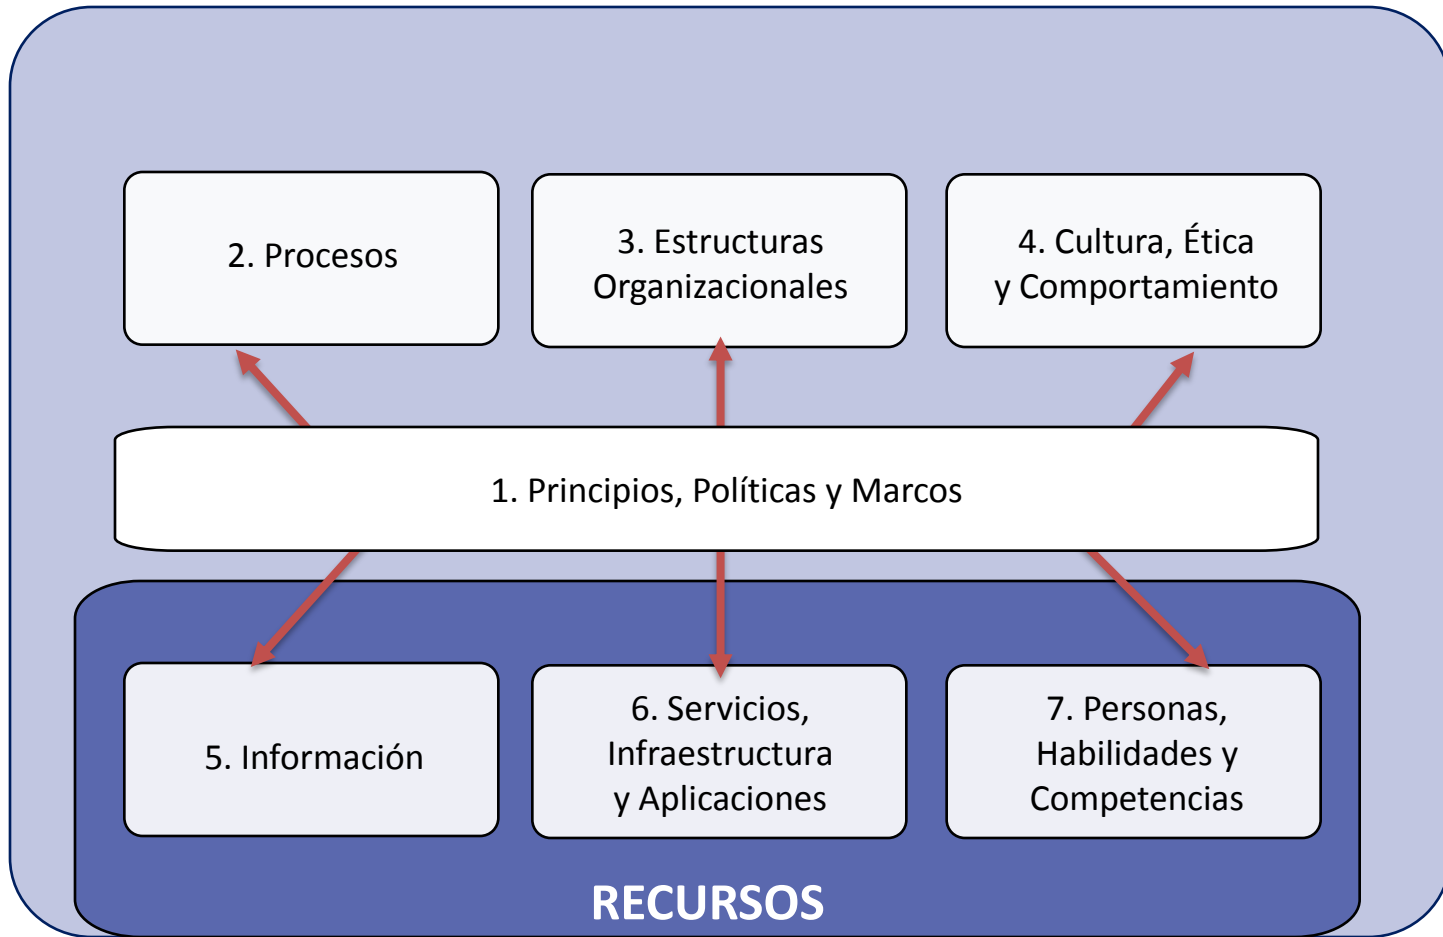 2. Procesos
3. Estructuras
Organizacionales
4. Cultura, Ética
y Comportamiento
1. Principios, Políticas y Marcos
5. Información
6. Servicios,
Infraestructura
y Aplicaciones
7. Personas,
Habilidades y
Competencias
RECURSOS